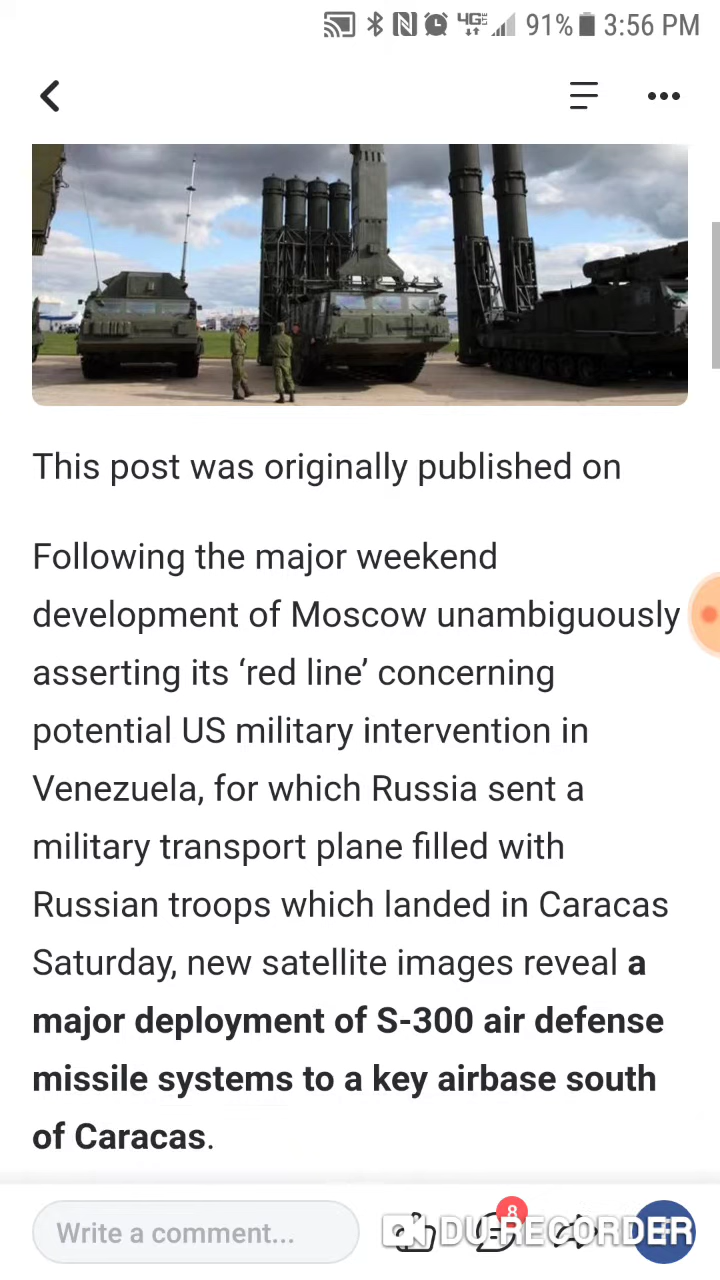 4G LTE 91% 3:56 PM
This post was originally published on
Following the major weekend
development of Moscow unambiguously
asserting its ‘red line’ concerning
potential US military intervention in
Venezuela, for which Russia sent a
military transport plane filled with
Russian troops which landed in Caracas
Saturday, new satellite images reveal a
major deployment of S-300 air defense
missile systems to a key airbase south
of Caracas.
Write a comment...
8
DU RECORDER